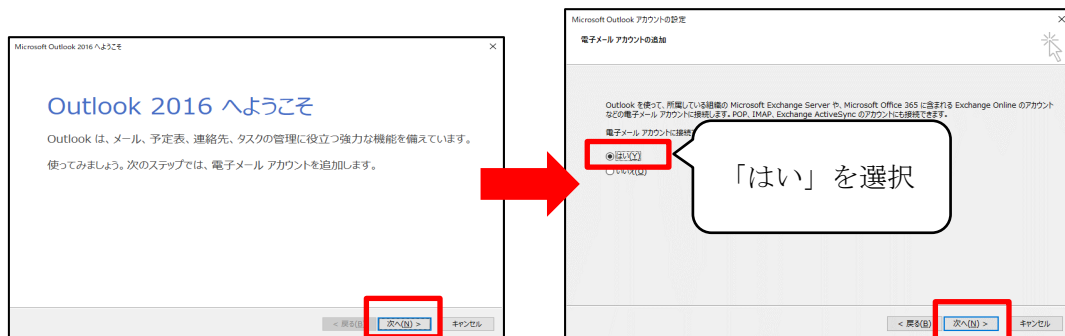 Microsoft Outlook 2016 へようこそ
Outlook 2016 へようこそ
Outlook は、メール、予定表、連絡先、タスクの管理に役立つ強力な機能を備えています。
使ってみましょう。次のステップでは、電子メール アカウントを追加します。
< 戻る(B) 次へ(N) > キャンセル
Microsoft Outlook アカウントの設定
電子メール アカウントの追加
Outlook を使って、所属している組織の Microsoft Exchange Server や、Microsoft Office 365 に含まれる Exchange Online のアカウント
などの電子メール アカウントに接続します。POP、IMAP、Exchange ActiveSync のアカウントにも接続できます。
電子メール アカウントに接続
はい(Y)
いいえ(O)
「はい」を選択
< 戻る(B) 次へ(N) > キャンセル